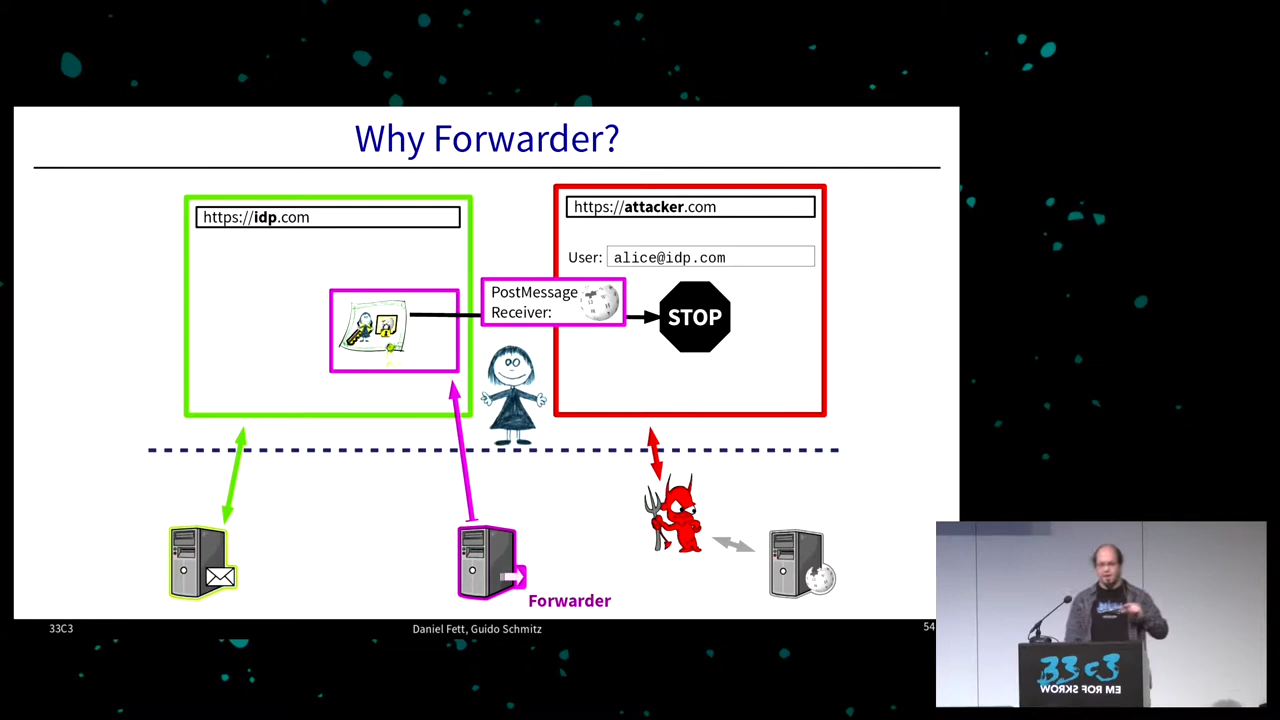 Why Forwarder?
https://idp.com
https://attacker.com
User: alice@idp.com
PostMessage
Receiver:
STOP
Forwarder
33C3
Daniel Fett, Guido Schmitz
54
33c3
WORKS FOR ME